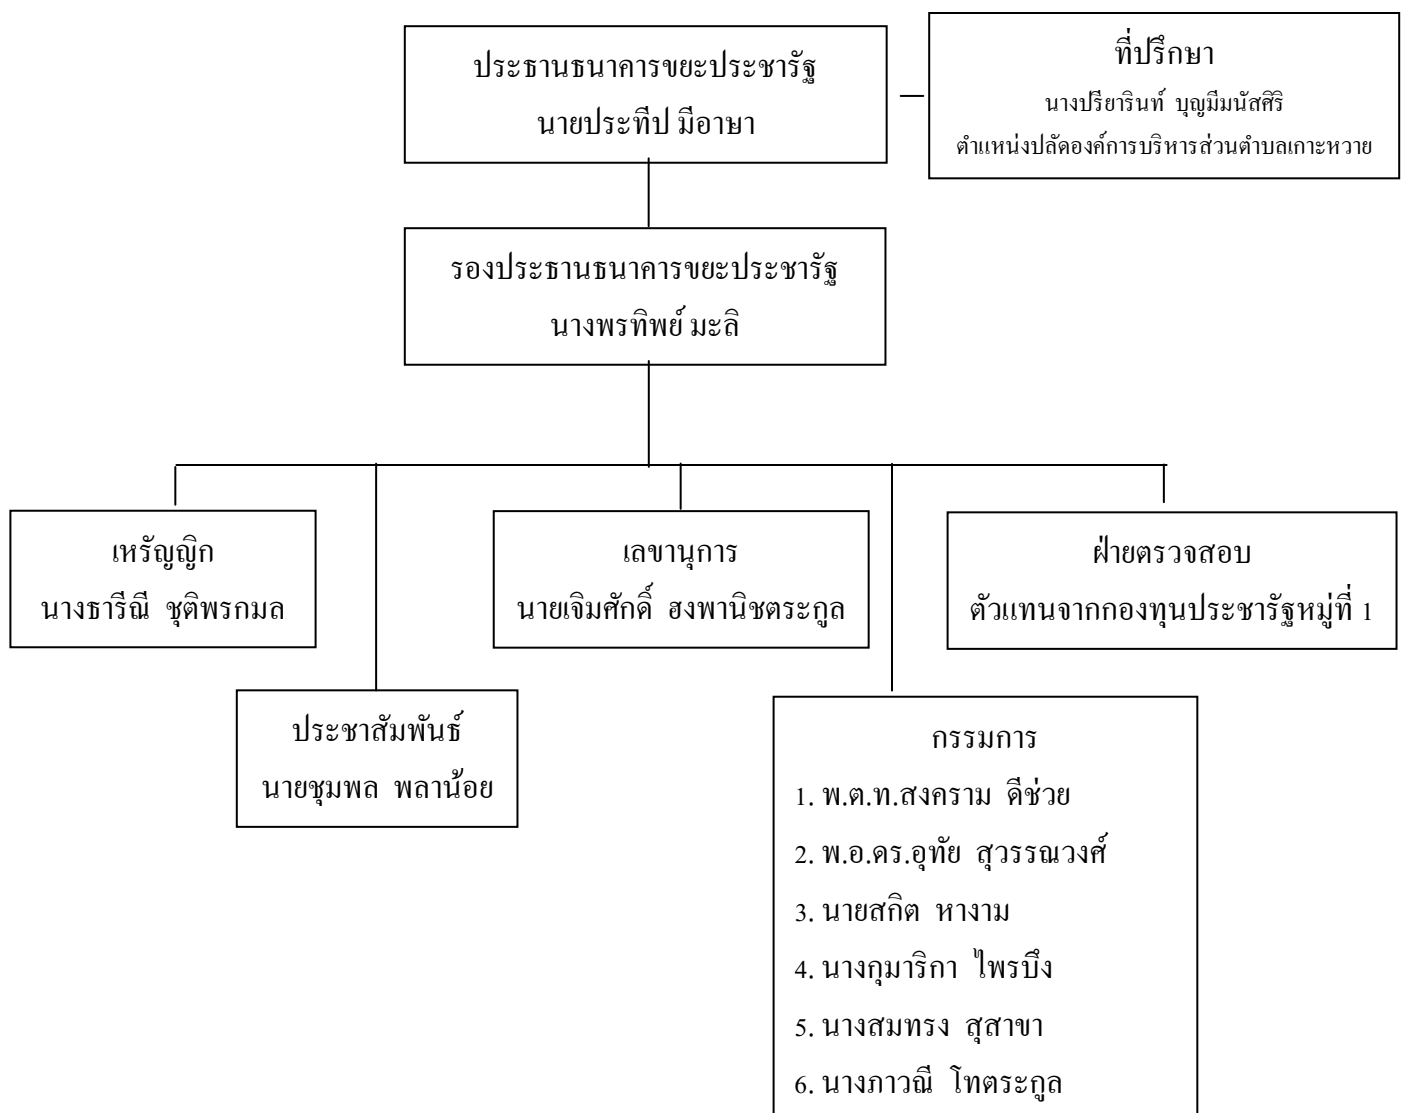 ประธานธนาคารขยะประชารัฐ
นายประทีป มีอาษา
ที่ปรึกษา
นางปรียารินท์ บุญมีมนัสศิริ
ตำแหน่งปลัดองค์การบริหารส่วนตำบลเกาะหวาย
รองประธานธนาคารขยะประชารัฐ
นางพรทิพย์ มะลิ
เหรัญญิก
นางธารีณี ชุติพรกมล
เลขานุการ
นายเจิมศักดิ์ ฮงพานิชตระกูล
ฝ่ายตรวจสอบ
ตัวแทนจากกองทุนประชารัฐหมู่ที่ 1
ประชาสัมพันธ์
นายชุมพล พลาน้อย
กรรมการ
1. พ.ต.ท.สงคราม ดีช่วย
2. พ.อ.ดร.อุทัย สุวรรณวงศ์
3. นายสกิต หางาม
4. นางกุมาริกา ไพรบึง
5. นางสมทรง สุสาขา
6. นางภาวณี โทตระกูล